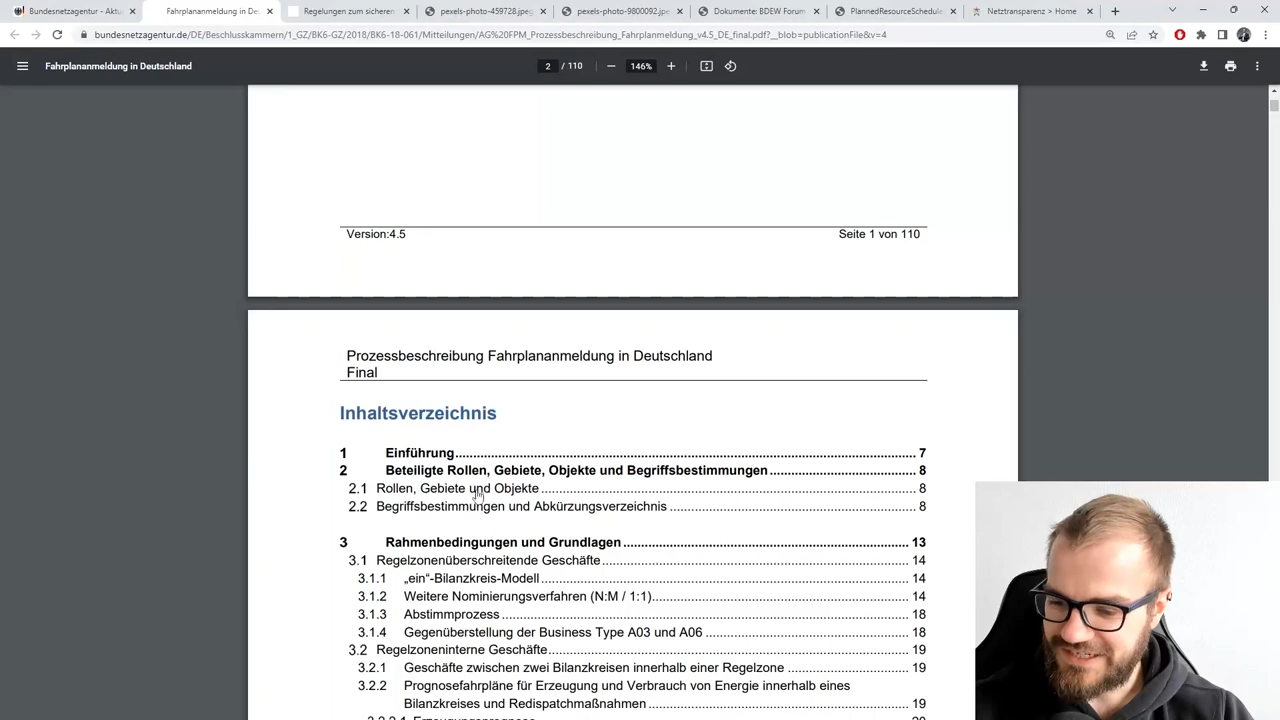 Bundesnetzagentur - Aktu
Fahrplananmeldung in De
Regelungen zum sicheren
pexels-photo-459728.jpeg
pexels-photo-9800092.jpe
Dokumente: BDEW Forum
PlannedResourceSchedule
Netztransparenz > Home
bundesnetzagentur.de/DE/Beschlusskammern/1_GZ/BK6-GZ/2018/BK6-18-061/Mitteilungen/AG%20FPM_Prozessbeschreibung_Fahrplanmeldung_v4.5_DE_final.pdf?__blob=publicationFile&v=4
Fahrplananmeldung in Deutschland
2 / 110
146%
Version:4.5
Seite 1 von 110
Prozessbeschreibung Fahrplananmeldung in Deutschland
Final
Inhaltsverzeichnis
1 Einführung 7
2 Beteiligte Rollen, Gebiete, Objekte und Begriffsbestimmungen 8
2.1 Rollen, Gebiete und Objekte 8
2.2 Begriffsbestimmungen und Abkürzungsverzeichnis 8
3 Rahmenbedingungen und Grundlagen 13
3.1 Regelzonenüberschreitende Geschäfte 14
3.1.1 „ein“-Bilanzkreis-Modell 14
3.1.2 Weitere Nominierungsverfahren (N:M / 1:1) 14
3.1.3 Abstimmprozess 18
3.1.4 Gegenüberstellung der Business Type A03 und A06 18
3.2 Regelzoneninterne Geschäfte 19
3.2.1 Geschäfte zwischen zwei Bilanzkreisen innerhalb einer Regelzone 19
3.2.2 Prognosefahrpläne für Erzeugung und Verbrauch von Energie innerhalb eines
Bilanzkreises und Redispatchmaßnahmen 19
3.2.2.1 Erzeugungsprognose 20